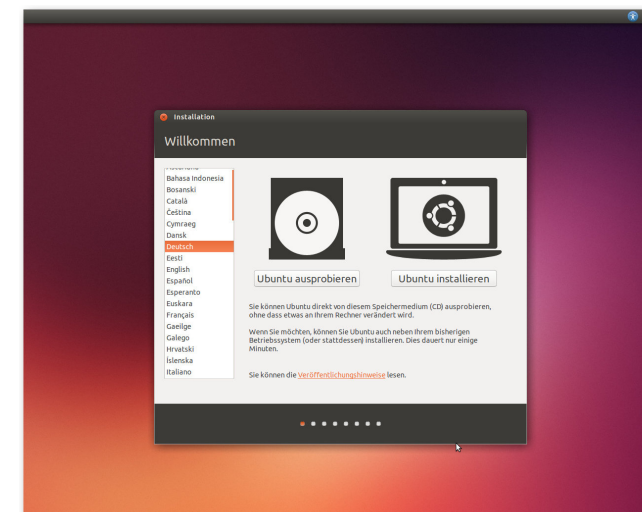 Installation
Willkommen
Bahasa Indonesia
Bosanski
Català
Čeština
Cymraeg
Dansk
Deutsch
Eesti
English
Español
Esperanto
Euskara
Français
Gaeilge
Galego
Hrvatski
Íslenska
Italiano
Ubuntu ausprobieren
Ubuntu installieren
Sie können Ubuntu direkt von diesem Speichermedium (CD) ausprobieren,
ohne dass etwas an Ihrem Rechner verändert wird.
Wenn Sie möchten, können Sie Ubuntu auch neben Ihrem bisherigen
Betriebssystem (oder stattdessen) installieren. Dies dauert nur einige
Minuten.
Sie können die Veröffentlichungshinweise lesen.